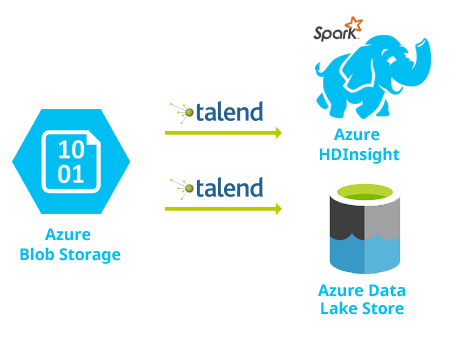 Spark
talend
Azure
HDInsight
10
01
talend
Azure
Blob Storage
Azure Data
Lake Store